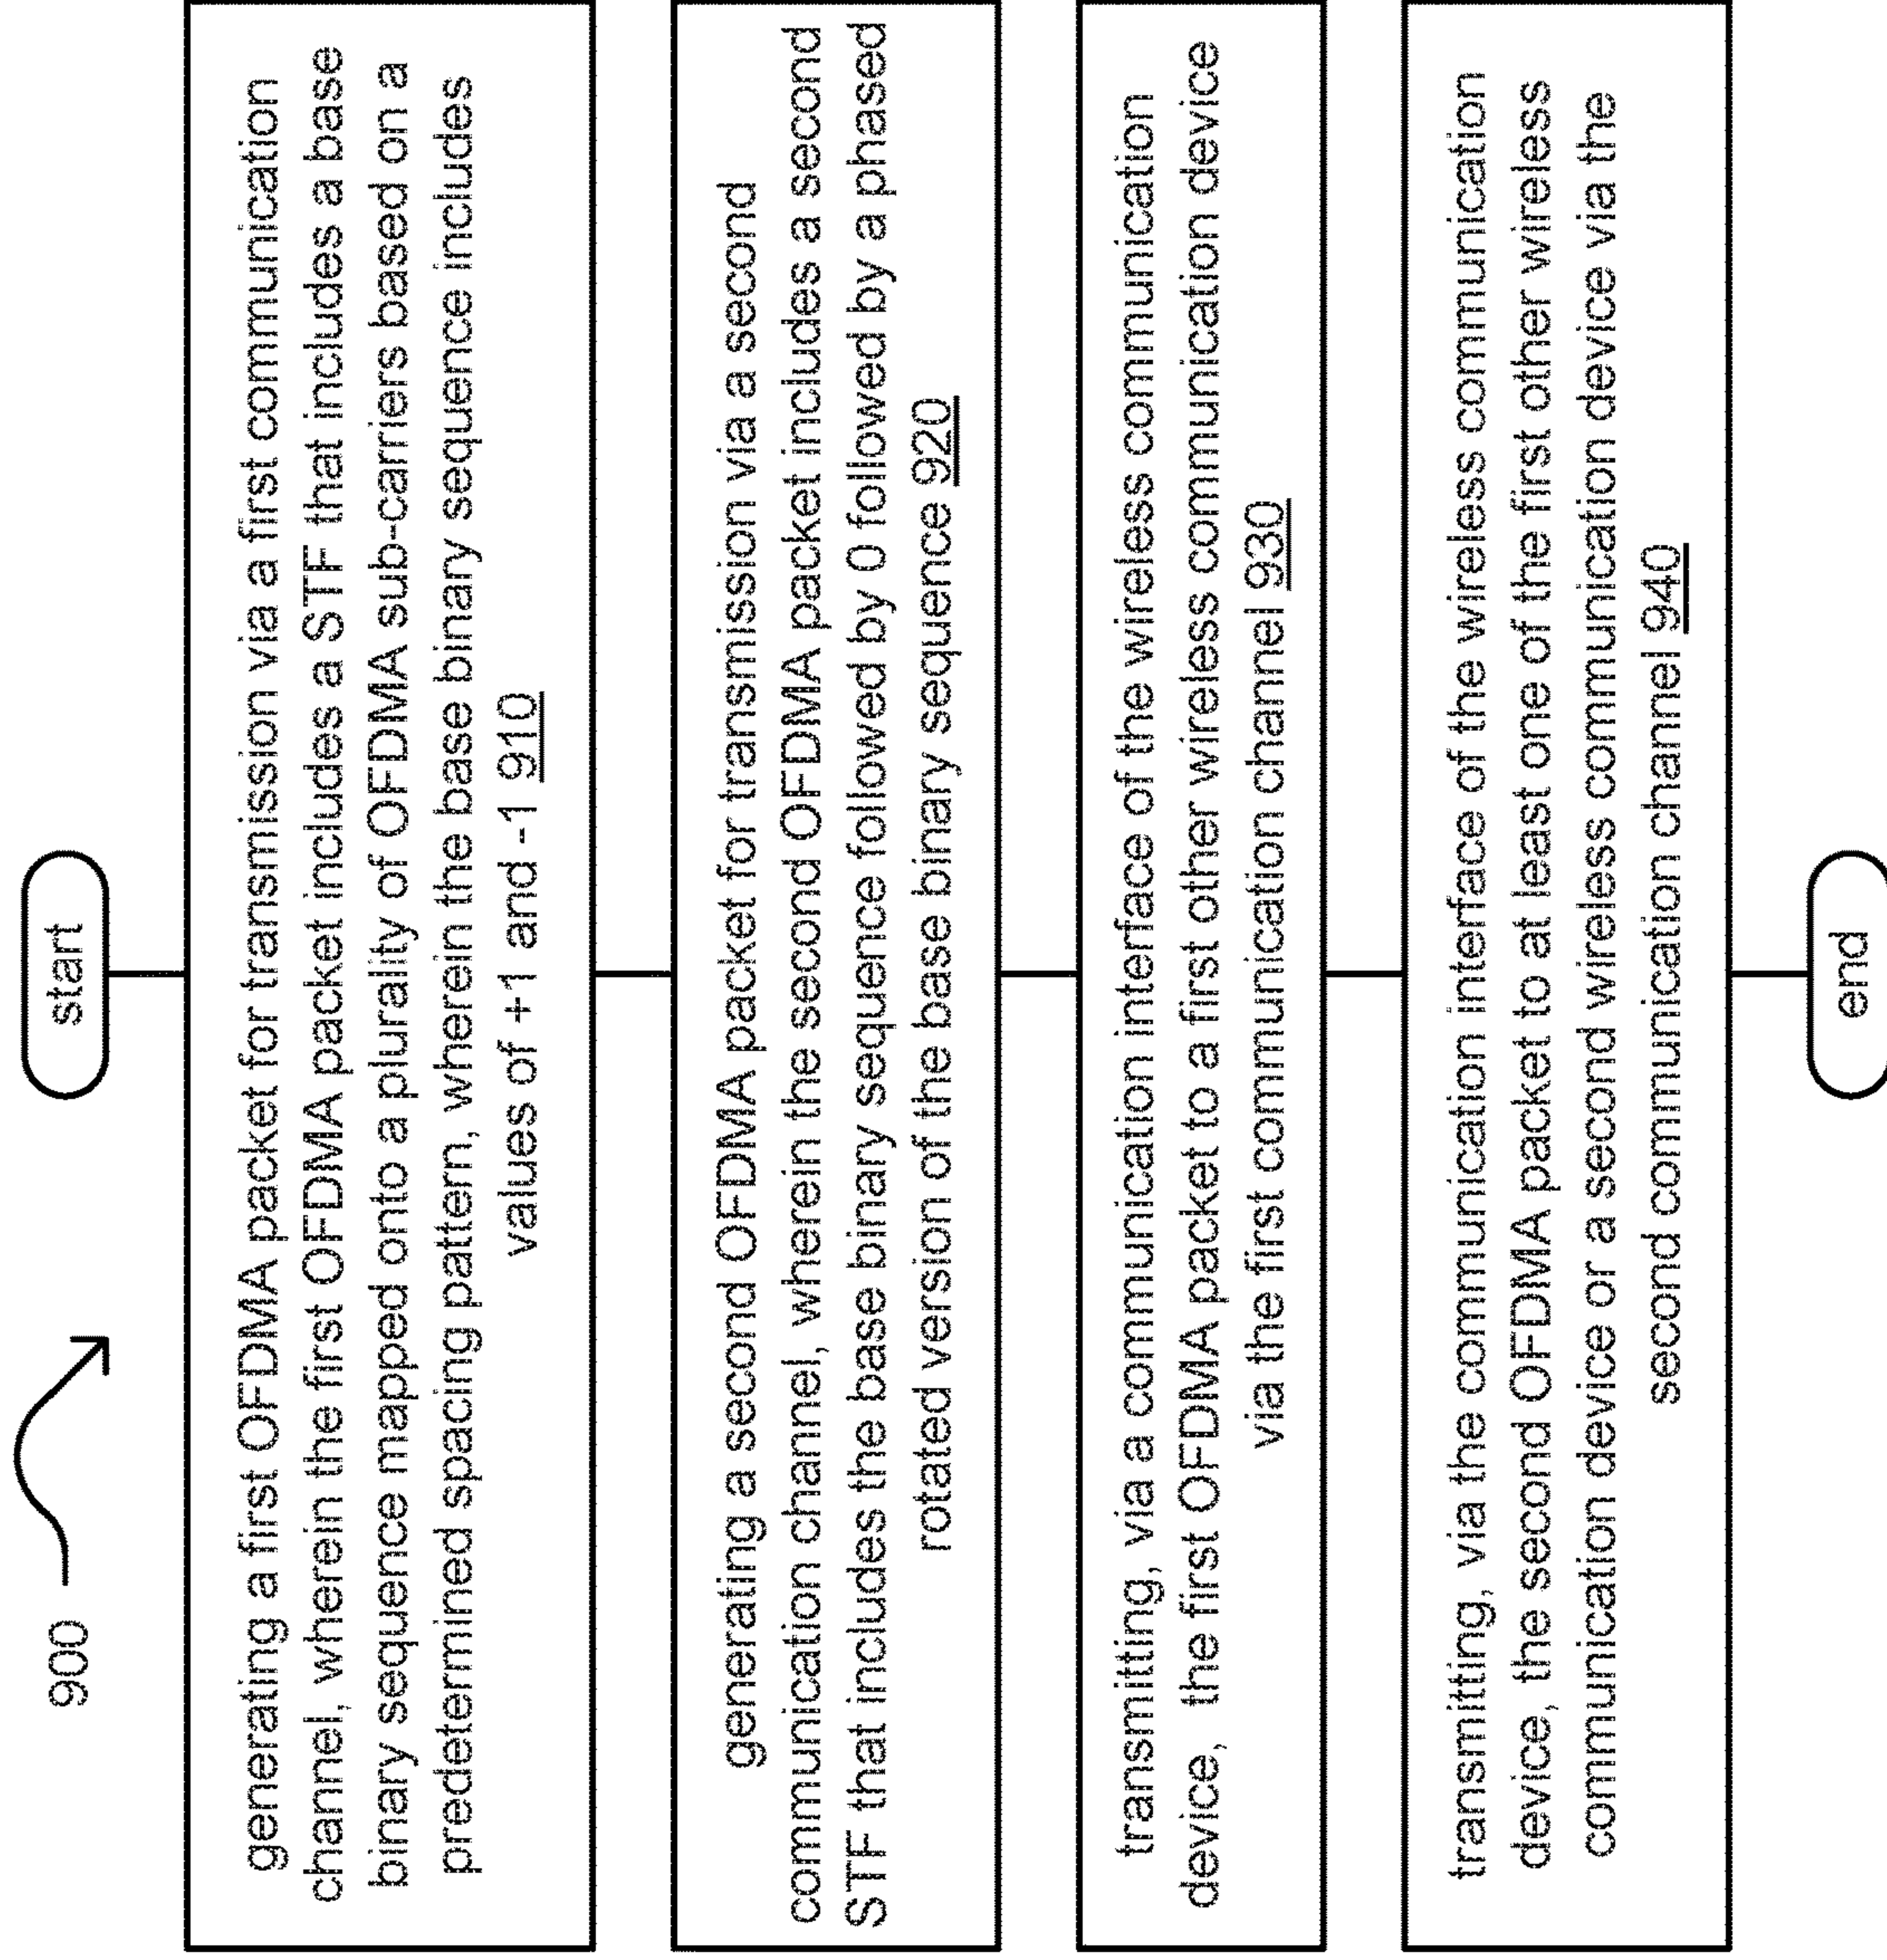 900
start
generating a first OFDMA packet for transmission via a first communication
channel, wherein the first OFDMA packet includes a STF that includes a base
binary sequence mapped onto a plurality of OFDMA sub-carriers based on a
predetermined spacing pattern, wherein the base binary sequence includes
values of +1 and -1 910
generating a second OFDMA packet for transmission via a second
communication channel, wherein the second OFDMA packet includes a second
STF that includes the base binary sequence followed by 0 followed by a phased
rotated version of the base binary sequence 920
transmitting, via a communication interface of the wireless communication
device, the first OFDMA packet to a first other wireless communication device
via the first communication channel 930
transmitting, via the communication interface of the wireless communication
device, the second OFDMA packet to at least one of the first other wireless
communication device or a second wireless communication device via the
second communication channel 940
end